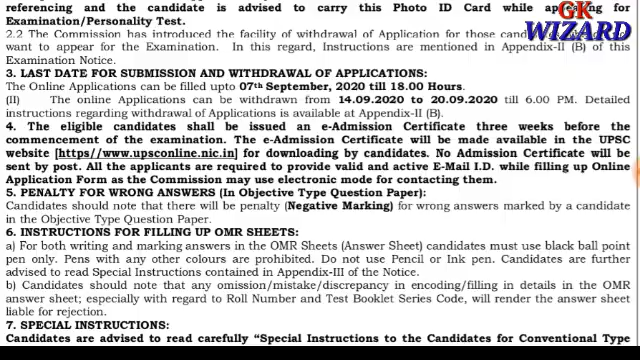 referencing and the candidate is advised to carry this Photo ID Card while appearing for
Examination/Personality Test.
2.2 The Commission has introduced the facility of withdrawal of Application for those
want to appear for the Examination. In this regard, Instructions are mentioned in Appendix-II (B) of this
Examination Notice.
3. LAST DATE FOR SUBMISSION AND WITHDRAWAL OF APPLICATIONS:
The Online Applications can be filled upto 07th September, 2020 till 18.00 Hours.
(II) The online Applications can be withdrawn from 14.09.2020 to 20.09.2020 till 6.00 PM. Detailed
instructions regarding withdrawal of Applications is available at Appendix-II (B).
4. The eligible candidates shall be issued an e-Admission Certificate three weeks before the
commencement of the examination. The e-Admission Certificate will be made available in the UPSC
website [https//www.upsconline.nic.in] for downloading by candidates. No Admission Certificate will be
sent by post. All the applicants are required to provide valid and active E-Mail I.D. while filling up Online
Application Form as the Commission may use electronic mode for contacting them.
5. PENALTY FOR WRONG ANSWERS (In Objective Type Question Paper):
Candidates should note that there will be penalty (Negative Marking) for wrong answers marked by a candidate
in the Objective Type Question Paper.
6. INSTRUCTIONS FOR FILLING UP OMR SHEETS:
a) For both writing and marking answers in the OMR Sheets (Answer Sheet) candidates must use black ball point
pen only. Pens with any other colours are prohibited. Do not use Pencil or Ink pen. Candidates are further
advised to read Special Instructions contained in Appendix-III of the Notice.
b) Candidates should note that any omission/mistake/discrepancy in encoding/filling in details in the OMR
answer sheet; especially with regard to Roll Number and Test Booklet Series Code, will render the answer sheet
liable for rejection.
7. SPECIAL INSTRUCTIONS:
Candidates are advised to read carefully “Special Instructions to the Candidates for Conventional Type
GK
WIZARD